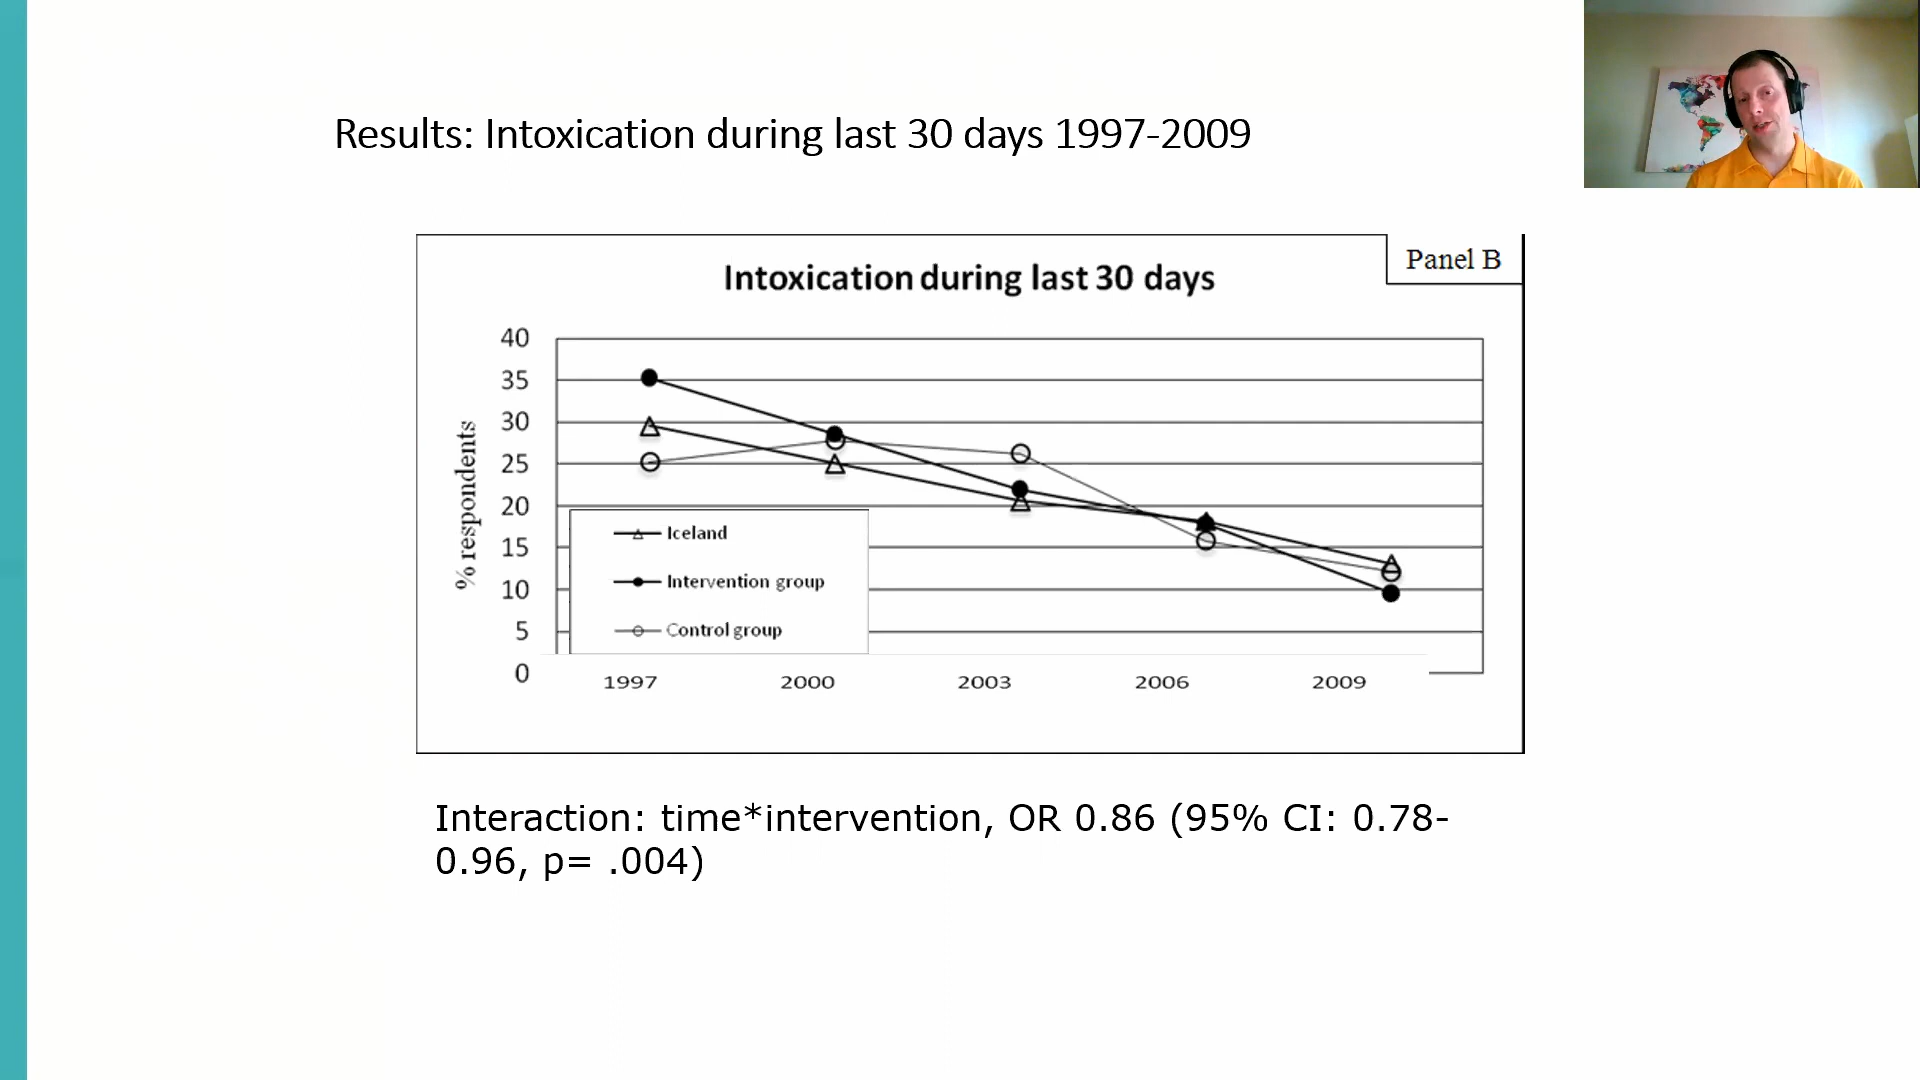 Results: Intoxication during last 30 days 1997-2009
Panel B
Intoxication during last 30 days
% respondents
40
35
30
25
20
15
10
5
0
Iceland
Intervention group
Control group
1997 2000 2003 2006 2009
Interaction: time*intervention, OR 0.86 (95% CI: 0.78-
0.96, p= .004)